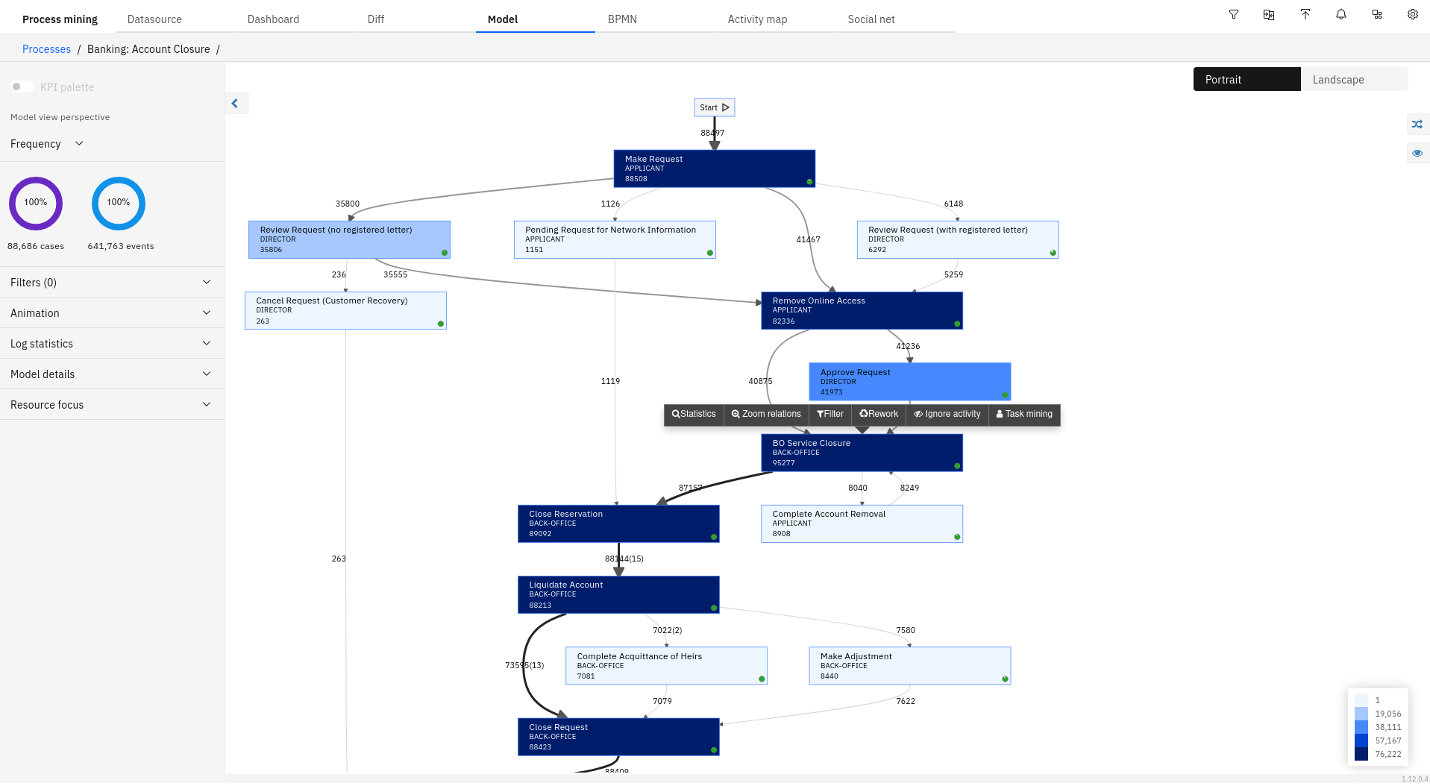 Process mining
Datasource
Dashboard
Diff
Model
BPMN
Activity map
Social net
Processes / Banking: Account Closure /
KPI palette
Model view perspective
Frequency
100%
100%
88,686 cases
641,763 events
Filters (0)
Animation
Log statistics
Model details
Resource focus
Portrait
Landscape
Start
88497
Make Request
APPLICANT
88508
35800
1126
41467
6148
Review Request (no registered letter)
DIRECTOR
35806
Pending Request for Network Information
APPLICANT
1151
Review Request (with registered letter)
DIRECTOR
6292
236
35555
5259
Cancel Request (Customer Recovery)
DIRECTOR
263
Remove Online Access
APPLICANT
82336
41236
1119
40875
Approve Request
DIRECTOR
41973
Statistics
Zoom relations
Filter
Rework
Ignore activity
Task mining
BO Service Closure
BACK-OFFICE
95277
87157
8040
8249
Close Reservation
BACK-OFFICE
89092
Complete Account Removal
APPLICANT
8908
263
88144(15)
Liquidate Account
BACK-OFFICE
88213
7022(2)
7580
73595(13)
Complete Acquittance of Heirs
BACK-OFFICE
7081
Make Adjustment
BACK-OFFICE
8440
7079
7622
Close Request
BACK-OFFICE
88423
88409
1
19,056
38,111
57,167
76,222
1.12.0.4